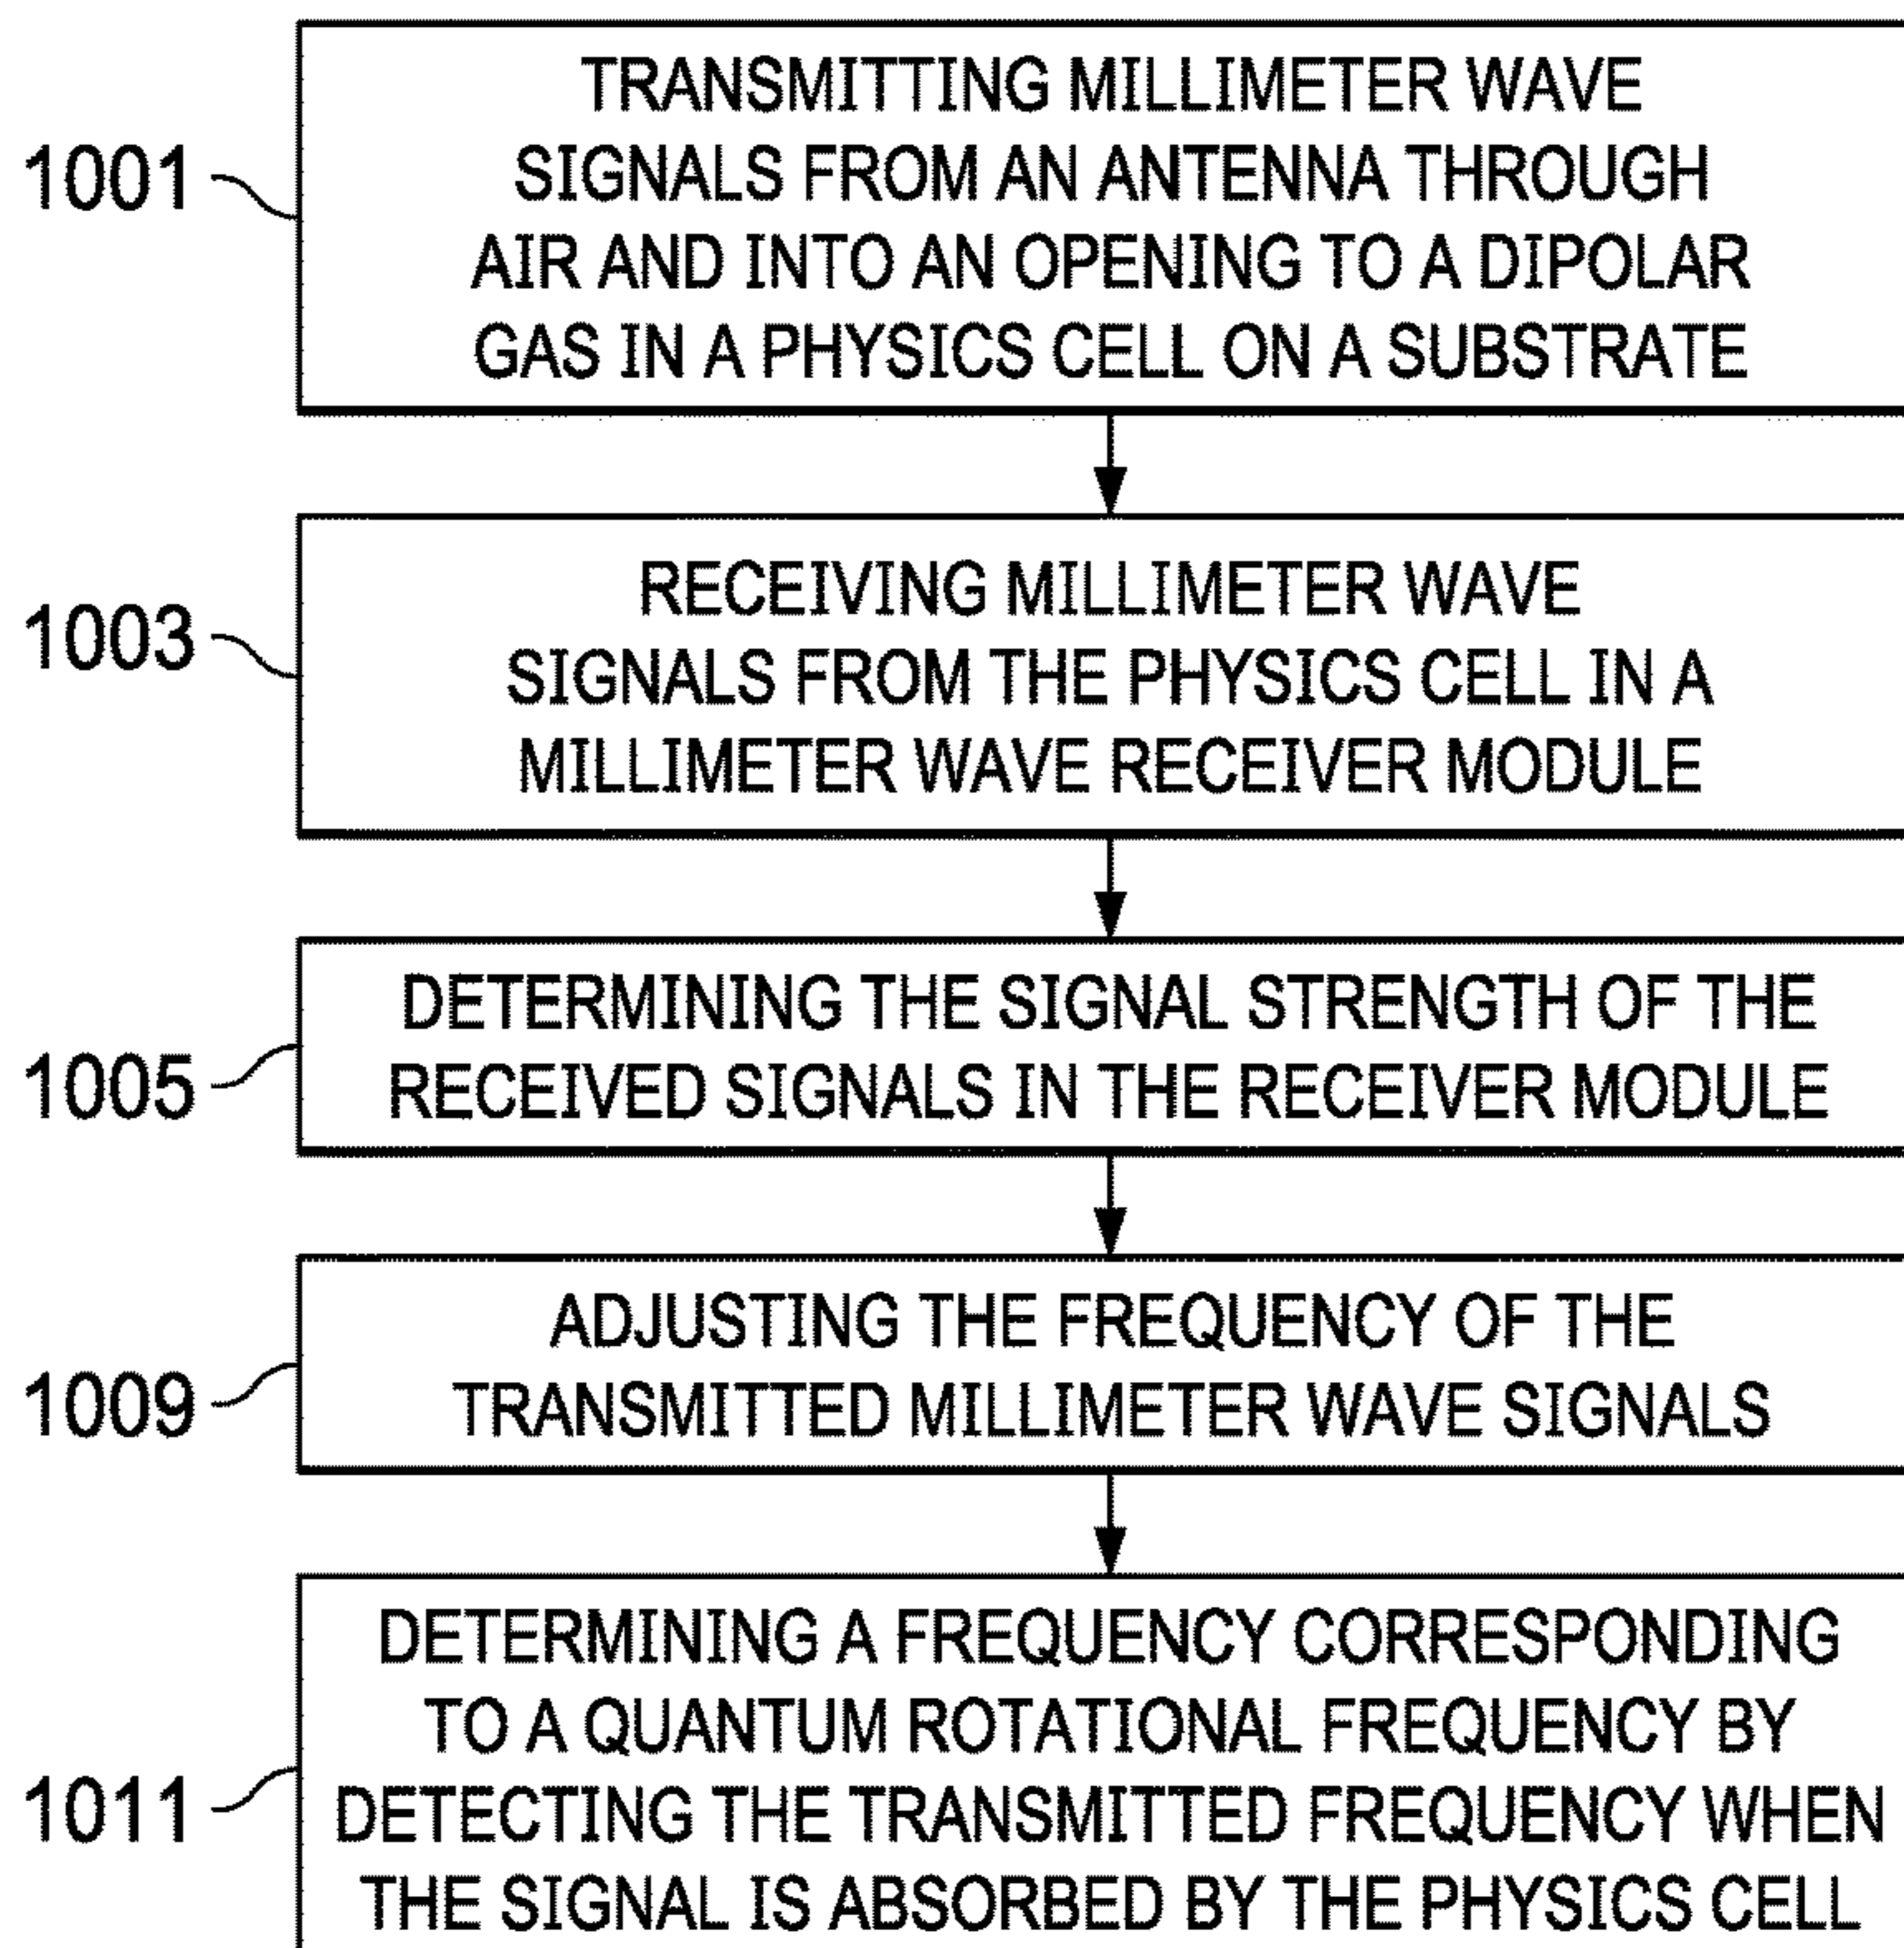 1001
TRANSMITTING MILLIMETER WAVE
SIGNALS FROM AN ANTENNA THROUGH
AIR AND INTO AN OPENING TO A DIPOLAR
GAS IN A PHYSICS CELL ON A SUBSTRATE
1003
RECEIVING MILLIMETER WAVE
SIGNALS FROM THE PHYSICS CELL IN A
MILLIMETER WAVE RECEIVER MODULE
1005
DETERMINING THE SIGNAL STRENGTH OF THE
RECEIVED SIGNALS IN THE RECEIVER MODULE
1009
ADJUSTING THE FREQUENCY OF THE
TRANSMITTED MILLIMETER WAVE SIGNALS
1011
DETERMINING A FREQUENCY CORRESPONDING
TO A QUANTUM ROTATIONAL FREQUENCY BY
DETECTING THE TRANSMITTED FREQUENCY WHEN
THE SIGNAL IS ABSORBED BY THE PHYSICS CELL